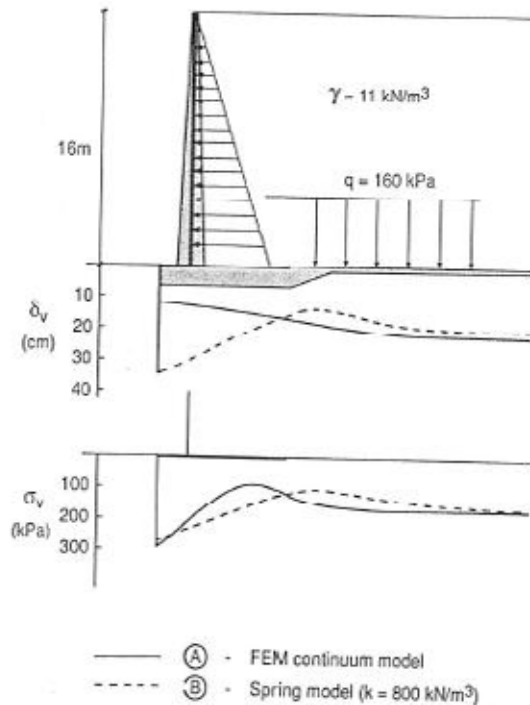 γ ~ 11 kN/m³
16m
q = 160 kPa
δᵥ
(cm)
10
20
30
40
σᵥ
(kPa)
100
200
300
A - FEM continuum model
B - Spring model (k = 800 kN/m³)